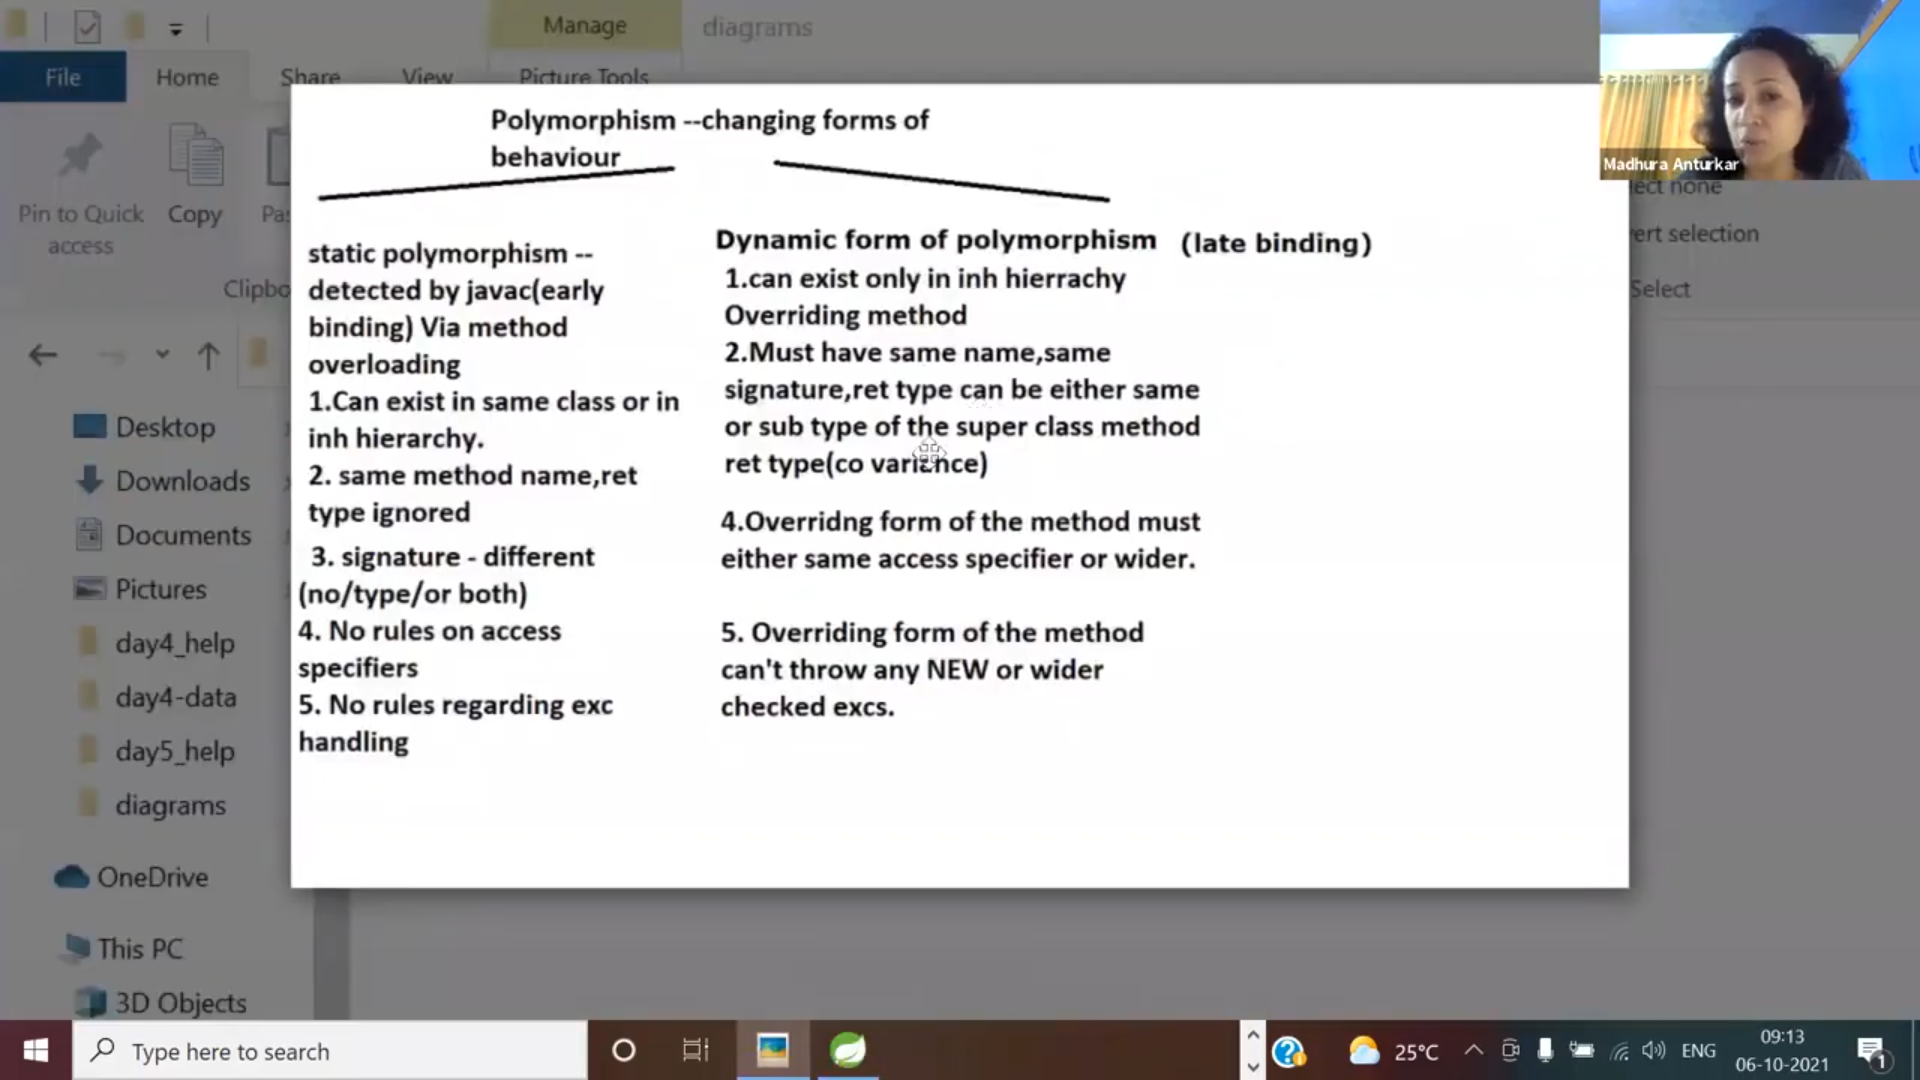 Manage
diagrams
File
Home
Share
View
Picture Tools
Madhura Anturkar
Pin to Quick
access
Copy
Select
Polymorphism --changing forms of
behaviour
static polymorphism --
detected by javac(early
binding) Via method
overloading
1.Can exist in same class or in
inh hierarchy.
2. same method name,ret
type ignored
3. signature - different
(no/type/or both)
4. No rules on access
specifiers
5. No rules regarding exc
handling
Dynamic form of polymorphism (late binding)
1.can exist only in inh hierrachy
Overriding method
2.Must have same name,same
signature,ret type can be either same
or sub type of the super class method
ret type(co variance)
4.Overridng form of the method must
either same access specifier or wider.
5. Overriding form of the method
can't throw any NEW or wider
checked excs.
Desktop
Downloads
Documents
Pictures
day4_help
day4-data
day5_help
diagrams
OneDrive
This PC
3D Objects
Type here to search
25°C
ENG
09:13
06-10-2021
1